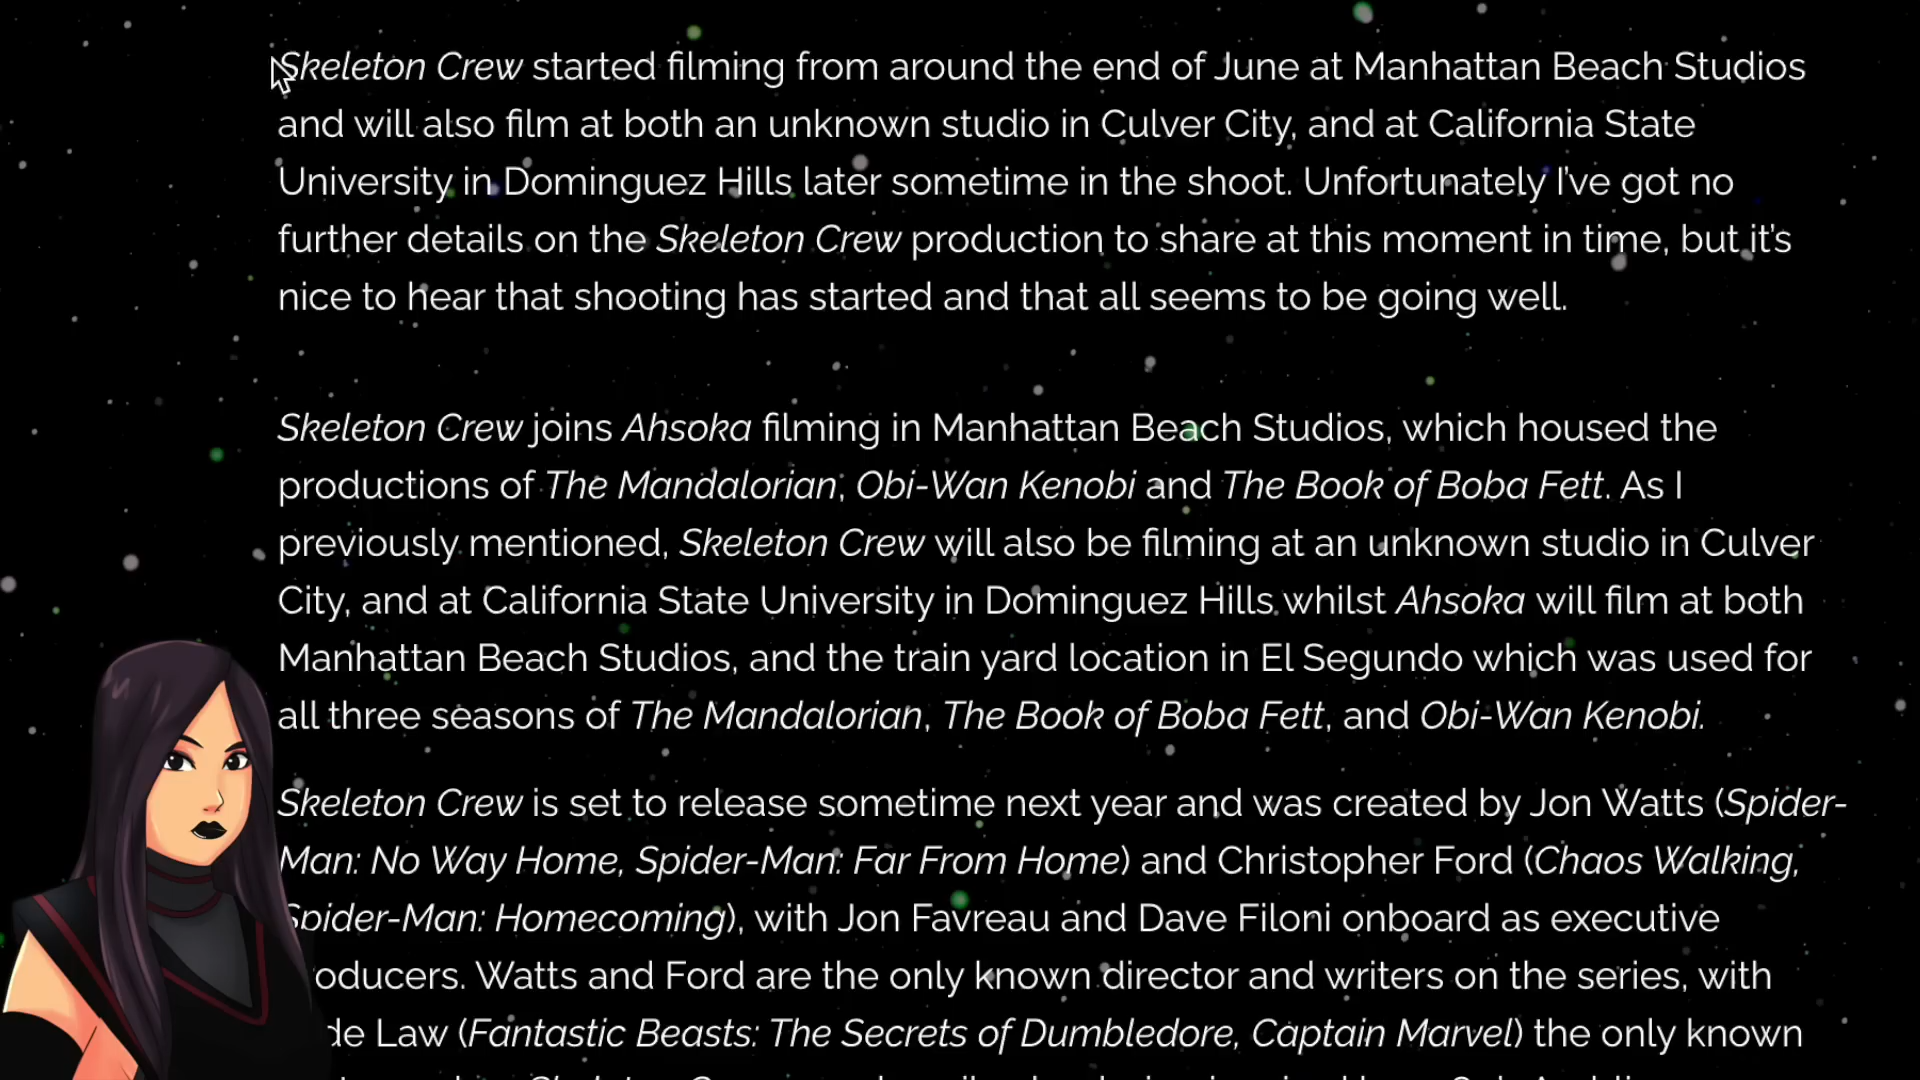 Skeleton Crew started filming from around the end of June at Manhattan Beach Studios
and will also film at both an unknown studio in Culver City, and at California State
University in Dominguez Hills later sometime in the shoot. Unfortunately I've got no
further details on the Skeleton Crew production to share at this moment in time, but it's
nice to hear that shooting has started and that all seems to be going well.
Skeleton Crew joins Ahsoka filming in Manhattan Beach Studios, which housed the
productions of The Mandalorian, Obi-Wan Kenobi and The Book of Boba Fett. As I
previously mentioned, Skeleton Crew will also be filming at an unknown studio in Culver
City, and at California State University in Dominguez Hills whilst Ahsoka will film at both
Manhattan Beach Studios, and the train yard location in El Segundo which was used for
all three seasons of The Mandalorian, The Book of Boba Fett, and Obi-Wan Kenobi.
Skeleton Crew is set to release sometime next year and was created by Jon Watts (Spider-
Man: No Way Home, Spider-Man: Far From Home) and Christopher Ford (Chaos Walking,
Spider-Man: Homecoming), with Jon Favreau and Dave Filoni onboard as executive
oducers. Watts and Ford are the only known director and writers on the series, with
de Law (Fantastic Beasts: The Secrets of Dumbledore, Captain Marvel) the only known